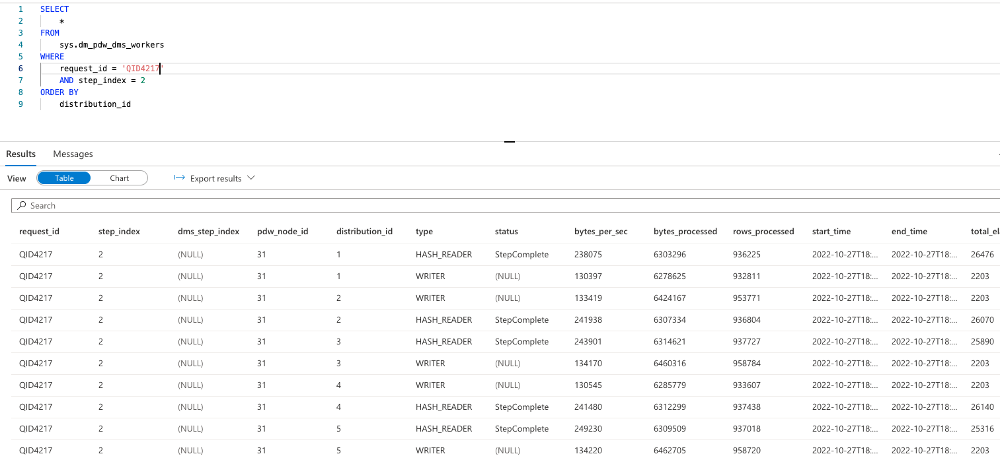 1 SELECT
2 *
3 FROM
4 sys.dm_pdw_dms_workers
5 WHERE
6 request_id = 'QID4217'
7 AND step_index = 2
8 ORDER BY
9 distribution_id
Results Messages
View Table Chart Export results
Search
request_id step_index dms_step_index pdw_node_id distribution_id type status bytes_per_sec bytes_processed rows_processed start_time end_time total_el
QID4217 2 (NULL) 31 1 HASH_READER StepComplete 238075 6303296 936225 2022-10-27T18:... 2022-10-27T18:... 26476
QID4217 2 (NULL) 31 1 WRITER (NULL) 130397 6278625 932811 2022-10-27T18:... 2022-10-27T18:... 2203
QID4217 2 (NULL) 31 2 WRITER (NULL) 133419 6424167 953771 2022-10-27T18:... 2022-10-27T18:... 2203
QID4217 2 (NULL) 31 2 HASH_READER StepComplete 241938 6307334 936804 2022-10-27T18:... 2022-10-27T18:... 26070
QID4217 2 (NULL) 31 3 HASH_READER StepComplete 243901 6314621 937727 2022-10-27T18:... 2022-10-27T18:... 25890
QID4217 2 (NULL) 31 3 WRITER (NULL) 134170 6460316 958784 2022-10-27T18:... 2022-10-27T18:... 2203
QID4217 2 (NULL) 31 4 WRITER (NULL) 130545 6285779 933607 2022-10-27T18:... 2022-10-27T18:... 2203
QID4217 2 (NULL) 31 4 HASH_READER StepComplete 241480 6312299 937438 2022-10-27T18:... 2022-10-27T18:... 26140
QID4217 2 (NULL) 31 5 HASH_READER StepComplete 249230 6309509 937018 2022-10-27T18:... 2022-10-27T18:... 25316
QID4217 2 (NULL) 31 5 WRITER (NULL) 134220 6462705 958720 2022-10-27T18:... 2022-10-27T18:... 2203